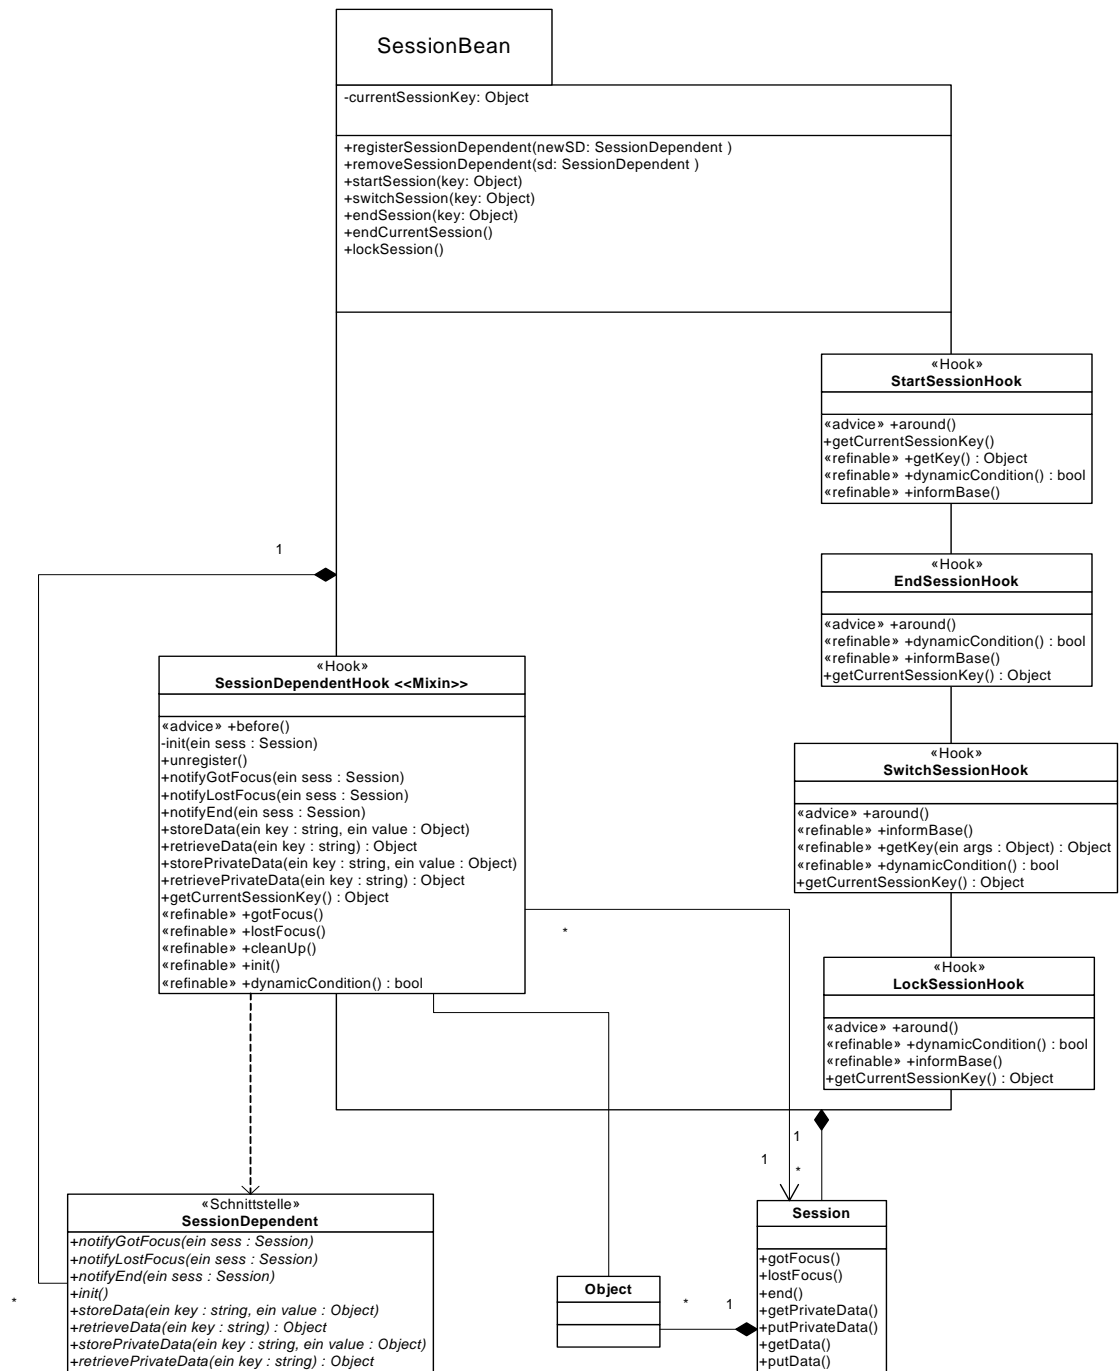 SessionBean
-currentSessionKey: Object
+registerSessionDependent(newSD: SessionDependent )
+removeSessionDependent(sd: SessionDependent )
+startSession(key: Object)
+switchSession(key: Object)
+endSession(key: Object)
+endCurrentSession()
+lockSession()
«Hook»
StartSessionHook
«advice» +around()
+getCurrentSessionKey()
«refinable» +getKey() : Object
«refinable» +dynamicCondition() : bool
«refinable» +informBase()
1
«Hook»
EndSessionHook
«advice» +around()
«refinable» +dynamicCondition() : bool
«refinable» +informBase()
+getCurrentSessionKey() : Object
«Hook»
SessionDependentHook <<Mixin>>
«advice» +before()
-init(ein sess : Session)
+unregister()
+notifyGotFocus(ein sess : Session)
+notifyLostFocus(ein sess : Session)
+notifyEnd(ein sess : Session)
+storeData(ein key : string, ein value : Object)
+retrieveData(ein key : string) : Object
+storePrivateData(ein key : string, ein value : Object)
+retrievePrivateData(ein key : string) : Object
+getCurrentSessionKey() : Object
«refinable» +gotFocus()
«refinable» +lostFocus()
«refinable» +cleanUp()
«refinable» +init()
«refinable» +dynamicCondition() : bool
«Hook»
SwitchSessionHook
«advice» +around()
«refinable» +informBase()
«refinable» +getKey(ein args : Object) : Object
«refinable» +dynamicCondition() : bool
+getCurrentSessionKey() : Object
*
«Hook»
LockSessionHook
«advice» +around()
«refinable» +dynamicCondition() : bool
«refinable» +informBase()
+getCurrentSessionKey() : Object
1
1
*
«Schnittstelle»
SessionDependent
+notifyGotFocus(ein sess : Session)
+notifyLostFocus(ein sess : Session)
+notifyEnd(ein sess : Session)
+init()
+storeData(ein key : string, ein value : Object)
+retrieveData(ein key : string) : Object
+storePrivateData(ein key : string, ein value : Object)
+retrievePrivateData(ein key : string) : Object
*
Object
*
1
Session
+gotFocus()
+lostFocus()
+end()
+getPrivateData()
+putPrivateData()
+getData()
+putData()